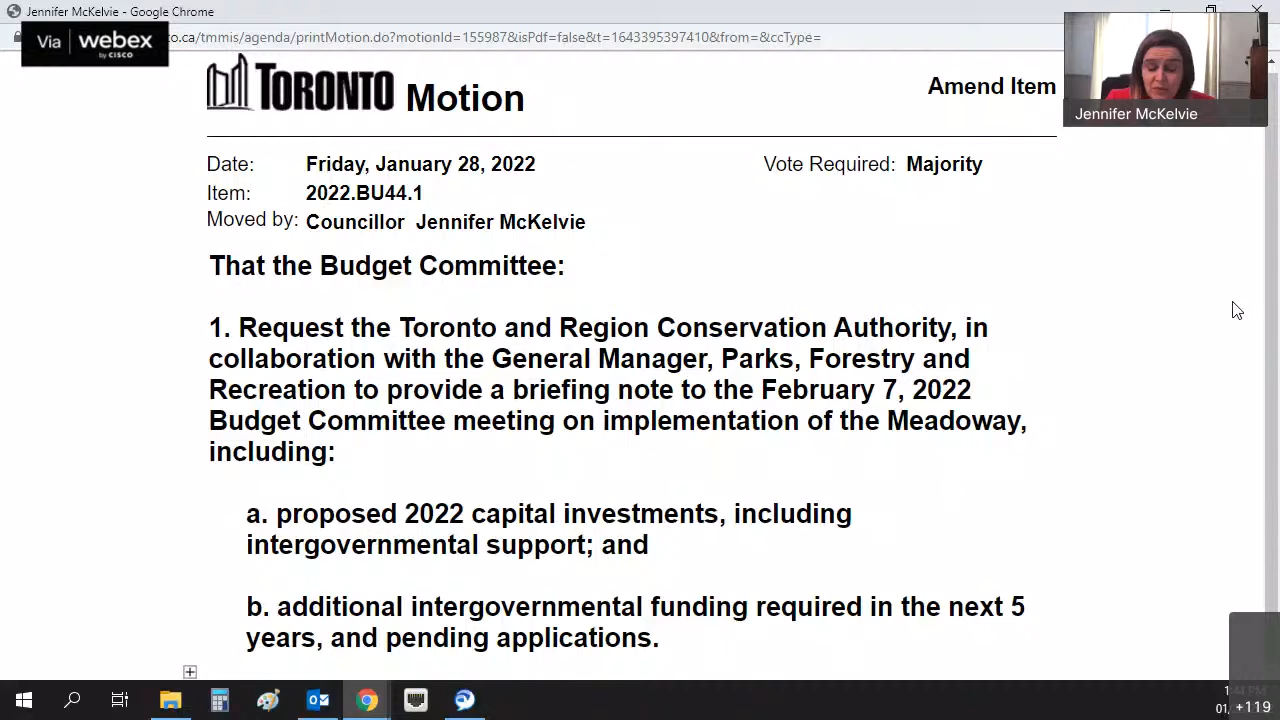 Jennifer McKelvie - Google Chrome
Via webex
by CISCO
co.ca/tmmis/agenda/printMotion.do?motionId=155987&isPdf=false&t=1643395397410&from=&ccType=
TORONTO Motion
Amend Item
Jennifer McKelvie
Date: Friday, January 28, 2022
Vote Required: Majority
Item: 2022.BU44.1
Moved by: Councillor Jennifer McKelvie
That the Budget Committee:
1. Request the Toronto and Region Conservation Authority, in
collaboration with the General Manager, Parks, Forestry and
Recreation to provide a briefing note to the February 7, 2022
Budget Committee meeting on implementation of the Meadoway,
including:
a. proposed 2022 capital investments, including
intergovernmental support; and
b. additional intergovernmental funding required in the next 5
years, and pending applications.
+119